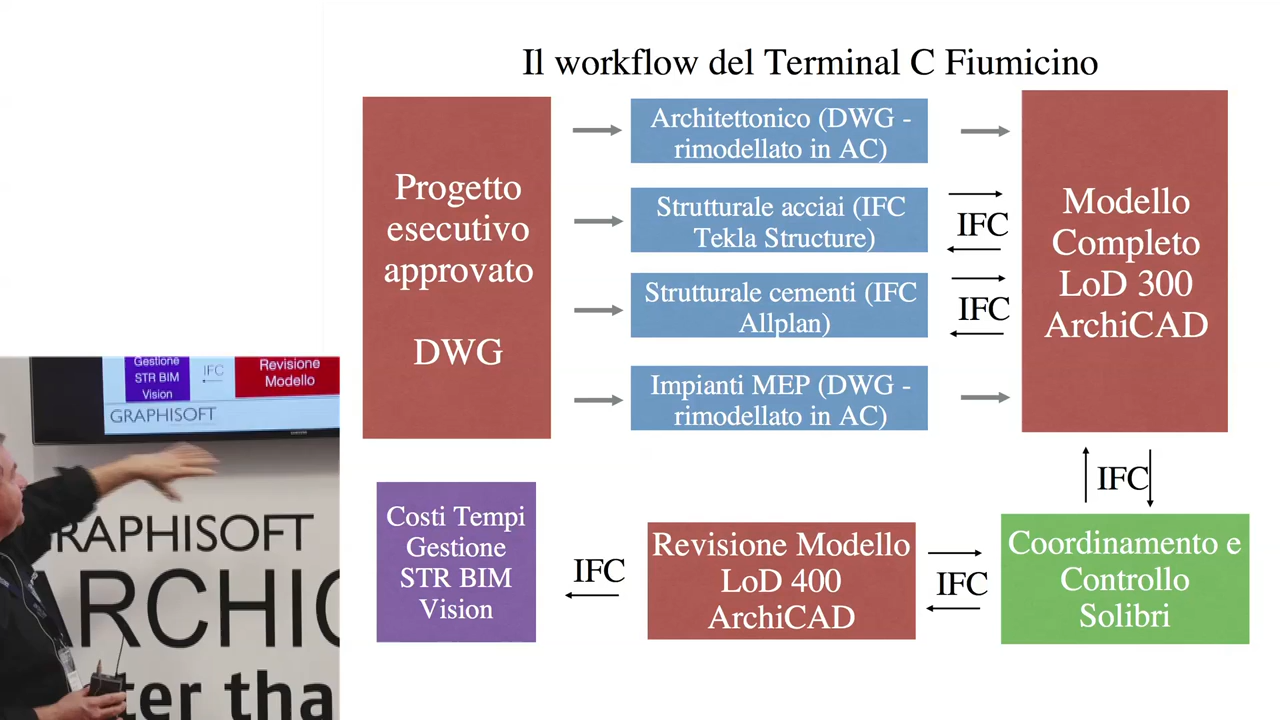 Il workflow del Terminal C Fiumicino
Progetto
esecutivo
approvato
DWG
Architettonico (DWG -
rimodellato in AC)
Strutturale acciai (IFC
Tekla Structure)
Strutturale cementi (IFC
Allplan)
Impianti MEP (DWG -
rimodellato in AC)
IFC
IFC
Modello
Completo
LoD 300
ArchiCAD
IFC
Coordinamento e
Controllo
Solibri
IFC
Revisione Modello
LoD 400
ArchiCAD
IFC
Costi Tempi
Gestione
STR BIM
Vision
Gestione
STR BIM
Vision
IFC
Revisione
Modello
GRAPHISOFT
SAMSUNG
RAPHISOFT
ARCHIC
ter tha